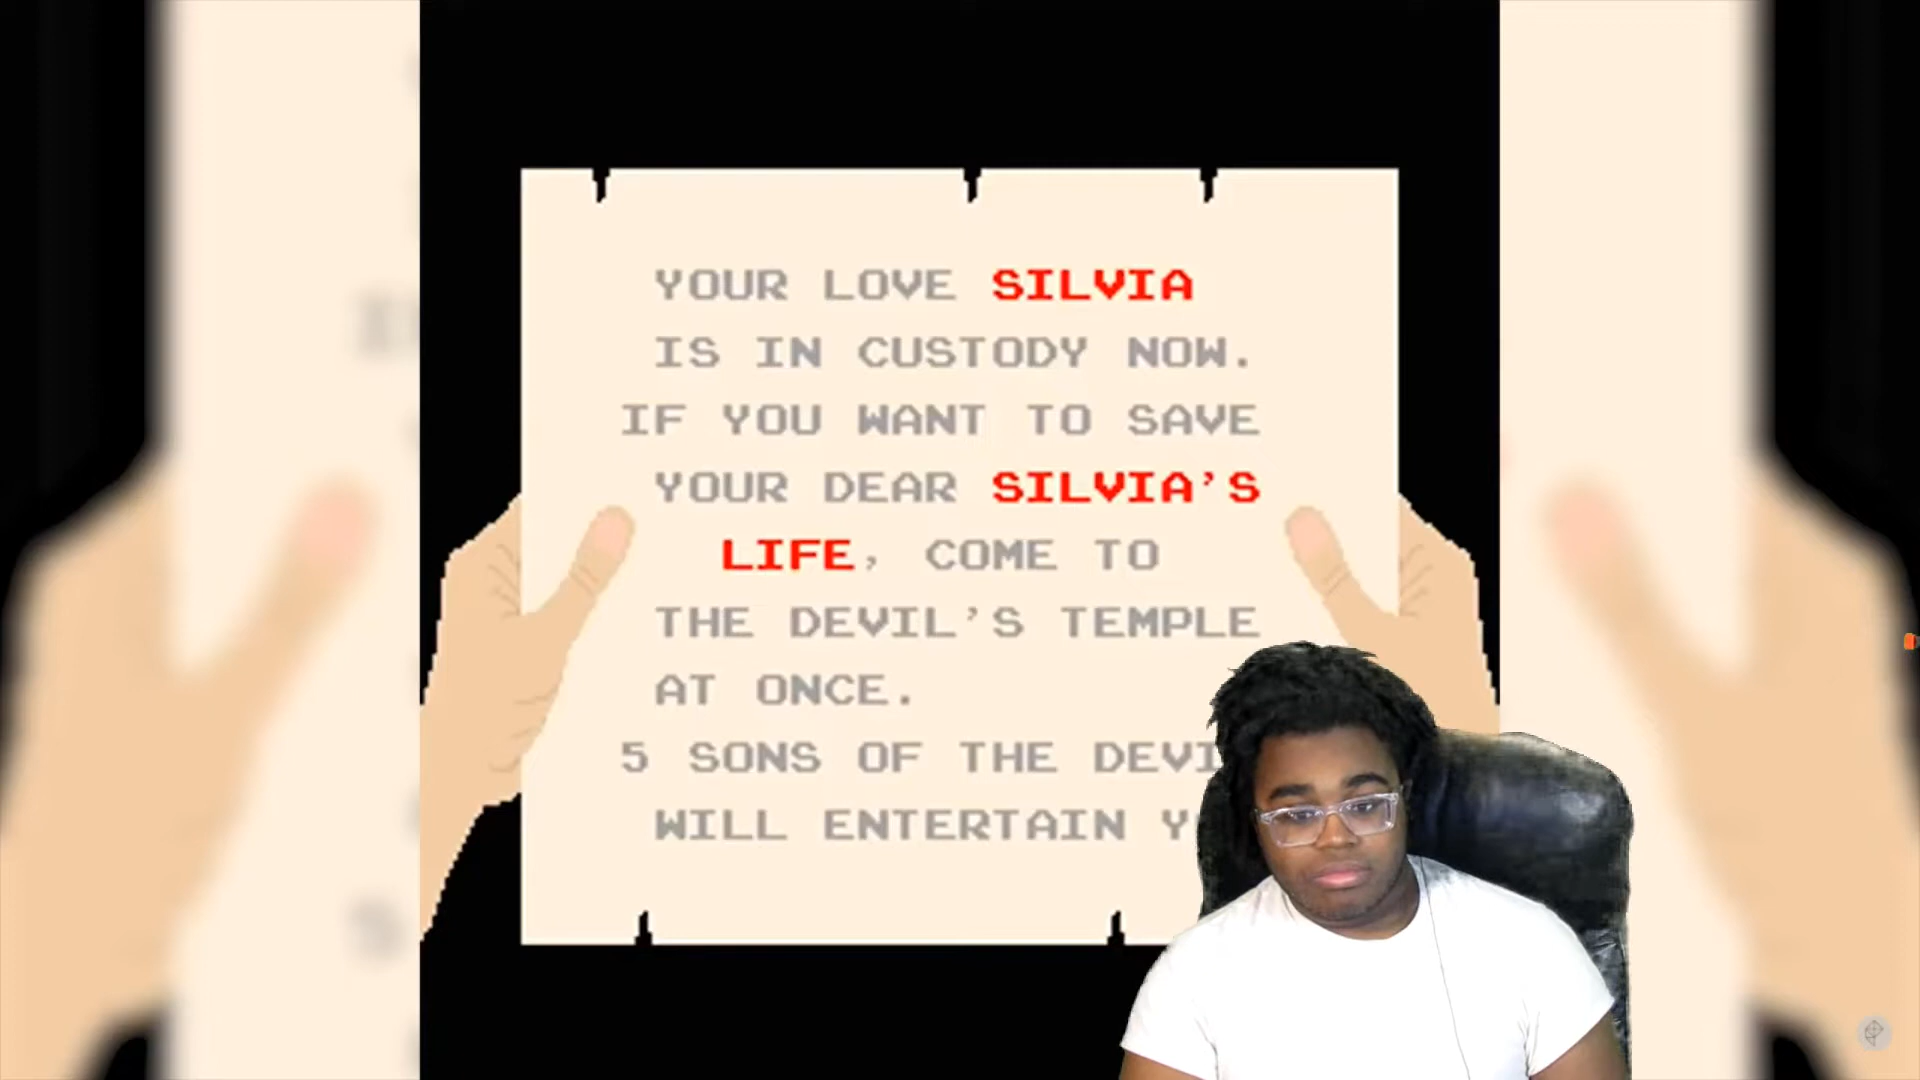 YOUR LOVE SILVIA
IS IN CUSTODY NOW.
IF YOU WANT TO SAVE
YOUR DEAR SILVIA'S
LIFE, COME TO
THE DEVIL'S TEMPLE
AT ONCE.
5 SONS OF THE
WILL ENTERTAIN